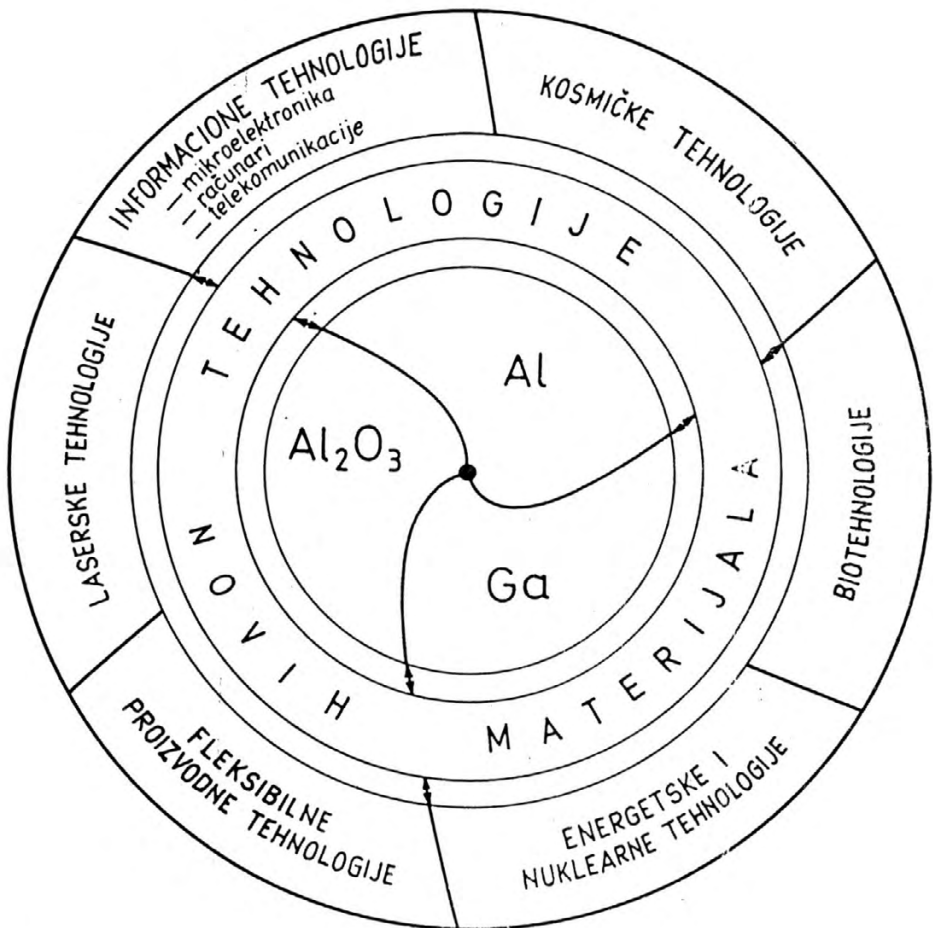 INFORMACIONE TEHNOLOGIJE
— mikroelektronika
— računari
— telekomunikacije
KOSMIČKE TEHNOLOGIJE
BIOTEHNOLOGIJE
ENERGETSKE I
NUKLEARNE TEHNOLOGIJE
FLEKSIBILNE
PROIZVODNE TEHNOLOGIJE
LASERSKE TEHNOLOGIJE
TEHNOLOGIJE
NOVIH MATERIJALA
Al
Al₂O₃
Ga